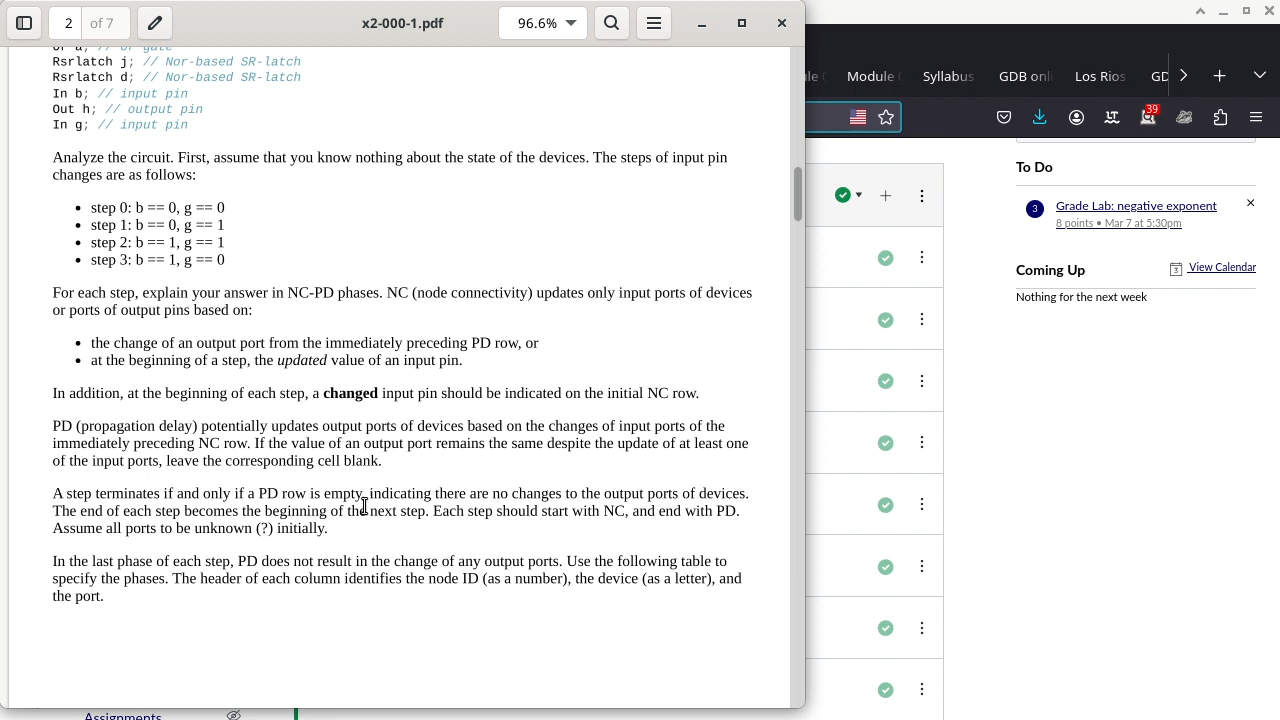 x2-000-1.pdf
2 of 7
96.6%
or a; // or gate
Rsrlatch j; // Nor-based SR-latch
Rsrlatch d; // Nor-based SR-latch
In b; // input pin
Out h; // output pin
In g; // input pin
Analyze the circuit. First, assume that you know nothing about the state of the devices. The steps of input pin
changes are as follows:
• step 0: b == 0, g == 0
• step 1: b == 0, g == 1
• step 2: b == 1, g == 1
• step 3: b == 1, g == 0
For each step, explain your answer in NC-PD phases. NC (node connectivity) updates only input ports of devices
or ports of output pins based on:
• the change of an output port from the immediately preceding PD row, or
• at the beginning of a step, the updated value of an input pin.
In addition, at the beginning of each step, a changed input pin should be indicated on the initial NC row.
PD (propagation delay) potentially updates output ports of devices based on the changes of input ports of the
immediately preceding NC row. If the value of an output port remains the same despite the update of at least one
of the input ports, leave the corresponding cell blank.
A step terminates if and only if a PD row is empty, indicating there are no changes to the output ports of devices.
The end of each step becomes the beginning of the next step. Each step should start with NC, and end with PD.
Assume all ports to be unknown (?) initially.
In the last phase of each step, PD does not result in the change of any output ports. Use the following table to
specify the phases. The header of each column identifies the node ID (as a number), the device (as a letter), and
the port.
Module
Syllabus
GDB onl
Los Rios
GD
39
To Do
3
Grade Lab: negative exponent
8 points • Mar 7 at 5:30pm
Coming Up
View Calendar
Nothing for the next week
Assignments